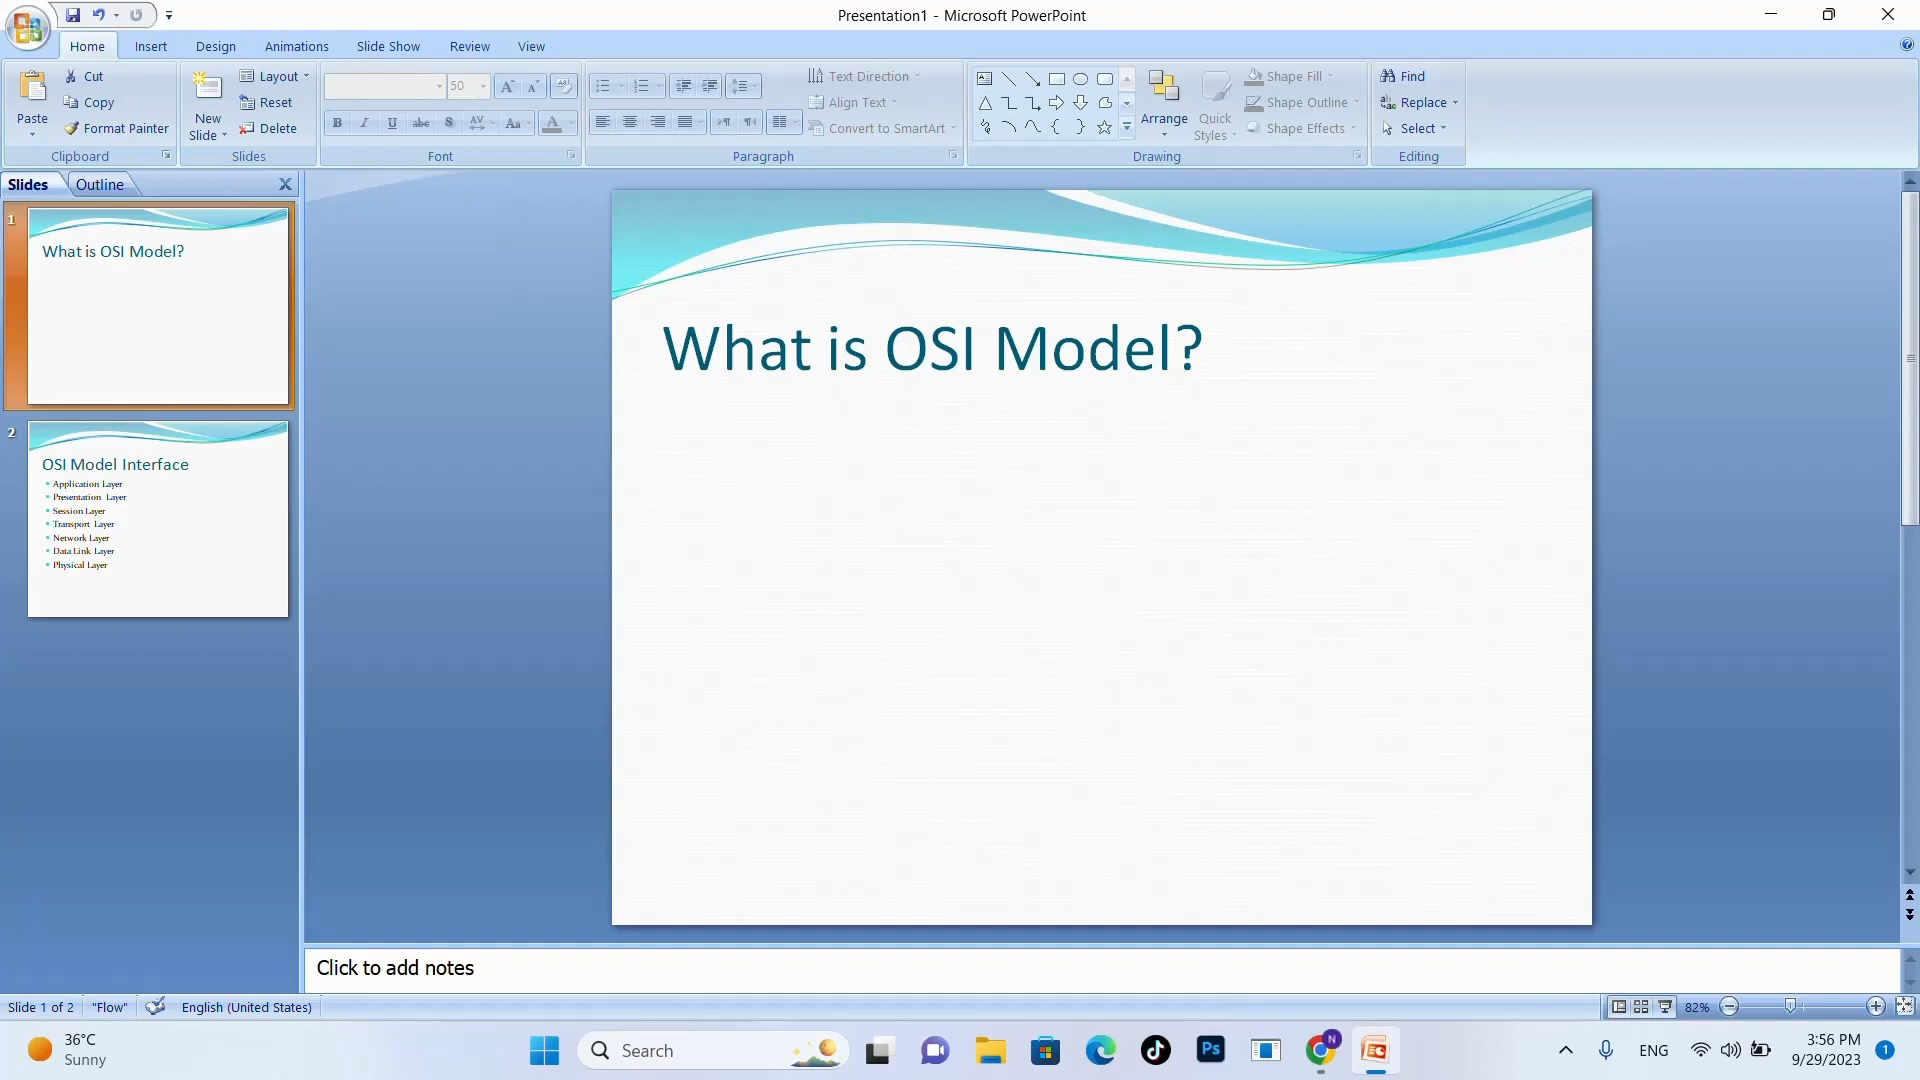 Presentation1 - Microsoft PowerPoint
Home Insert Design Animations Slide Show Review View
Paste
Cut
Copy
Format Painter
Clipboard
New
Slide
Layout
Reset
Delete
Slides
50
Font
Text Direction
Align Text
Convert to SmartArt
Paragraph
Arrange
Quick
Styles
Shape Fill
Shape Outline
Shape Effects
Drawing
Find
Replace
Select
Editing
Slides Outline
1
What is OSI Model?
2
OSI Model Interface
Application Layer
Presentation Layer
Session Layer
Transport Layer
Network Layer
Data Link Layer
Physical Layer
What is OSI Model?
Click to add notes
Slide 1 of 2 "Flow" English (United States) 82%
36°C
Sunny
Search
Ps
N
ENG
3:56 PM
9/29/2023
1